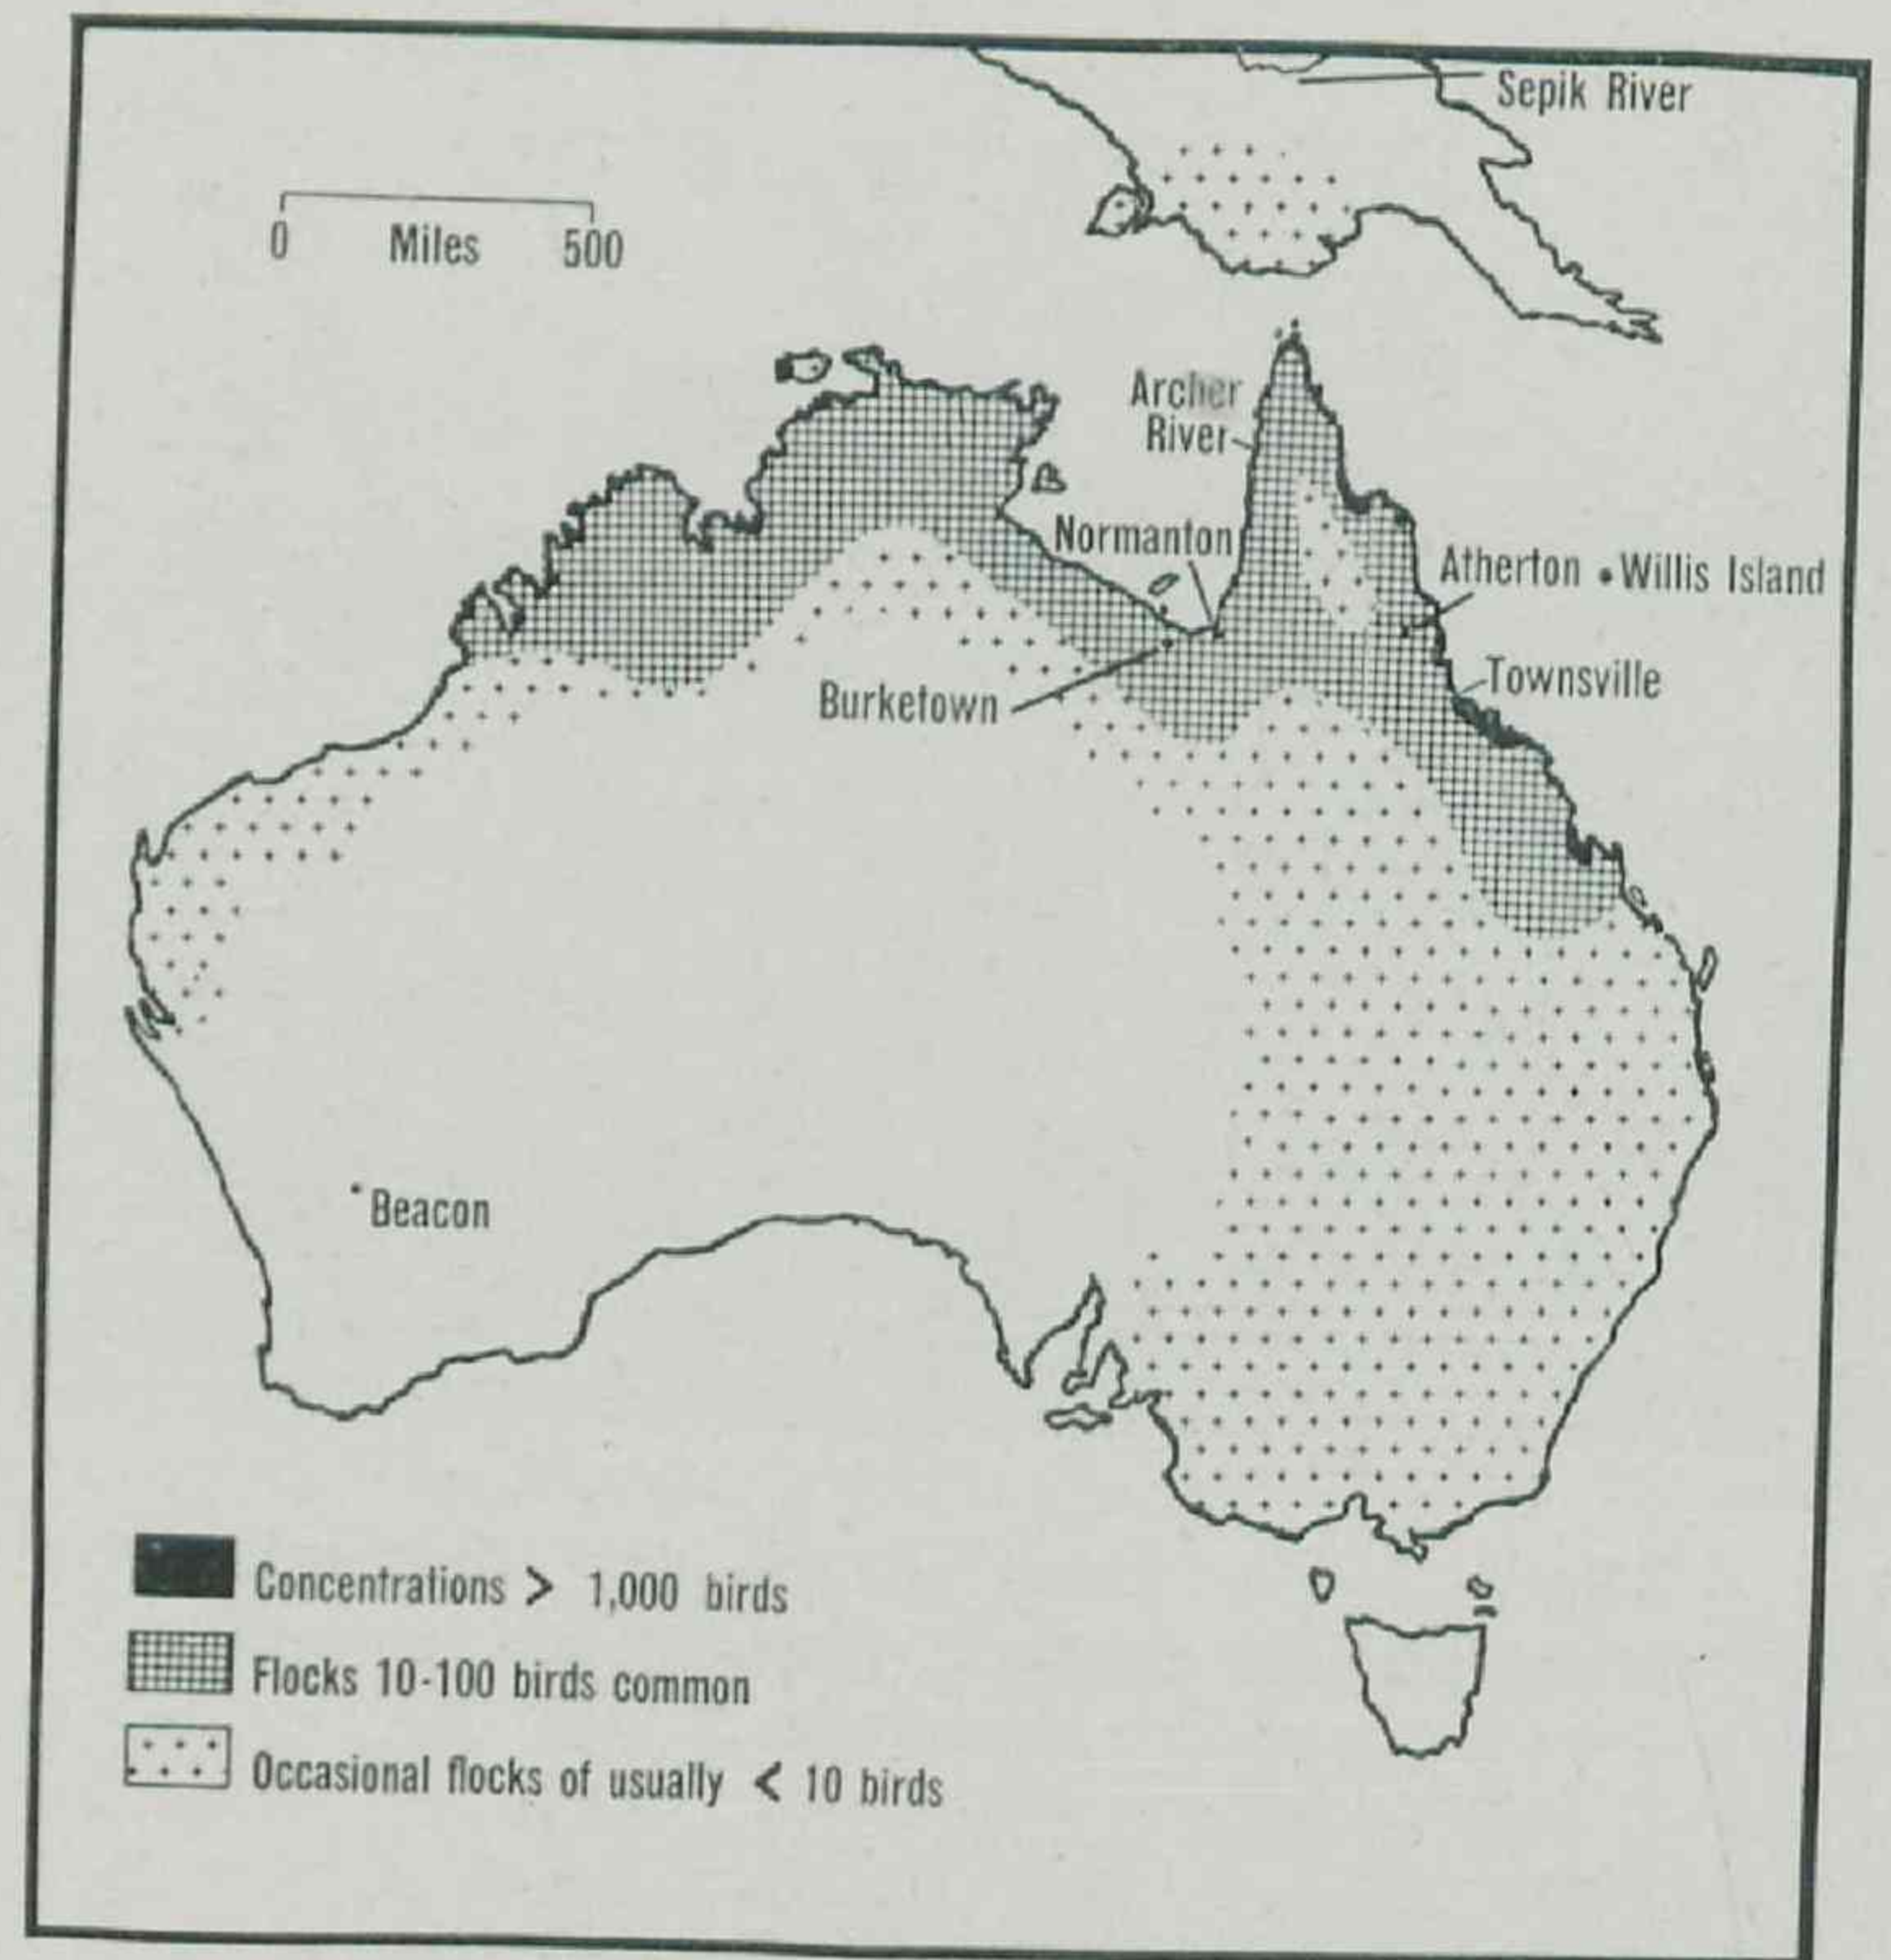 Sepik River
0 Miles 500
Archer
River
Normanton
Atherton
Willis Island
Townsville
Burketown
Beacon
Concentrations > 1,000 birds
Flocks 10-100 birds common
Occasional flocks of usually < 10 birds